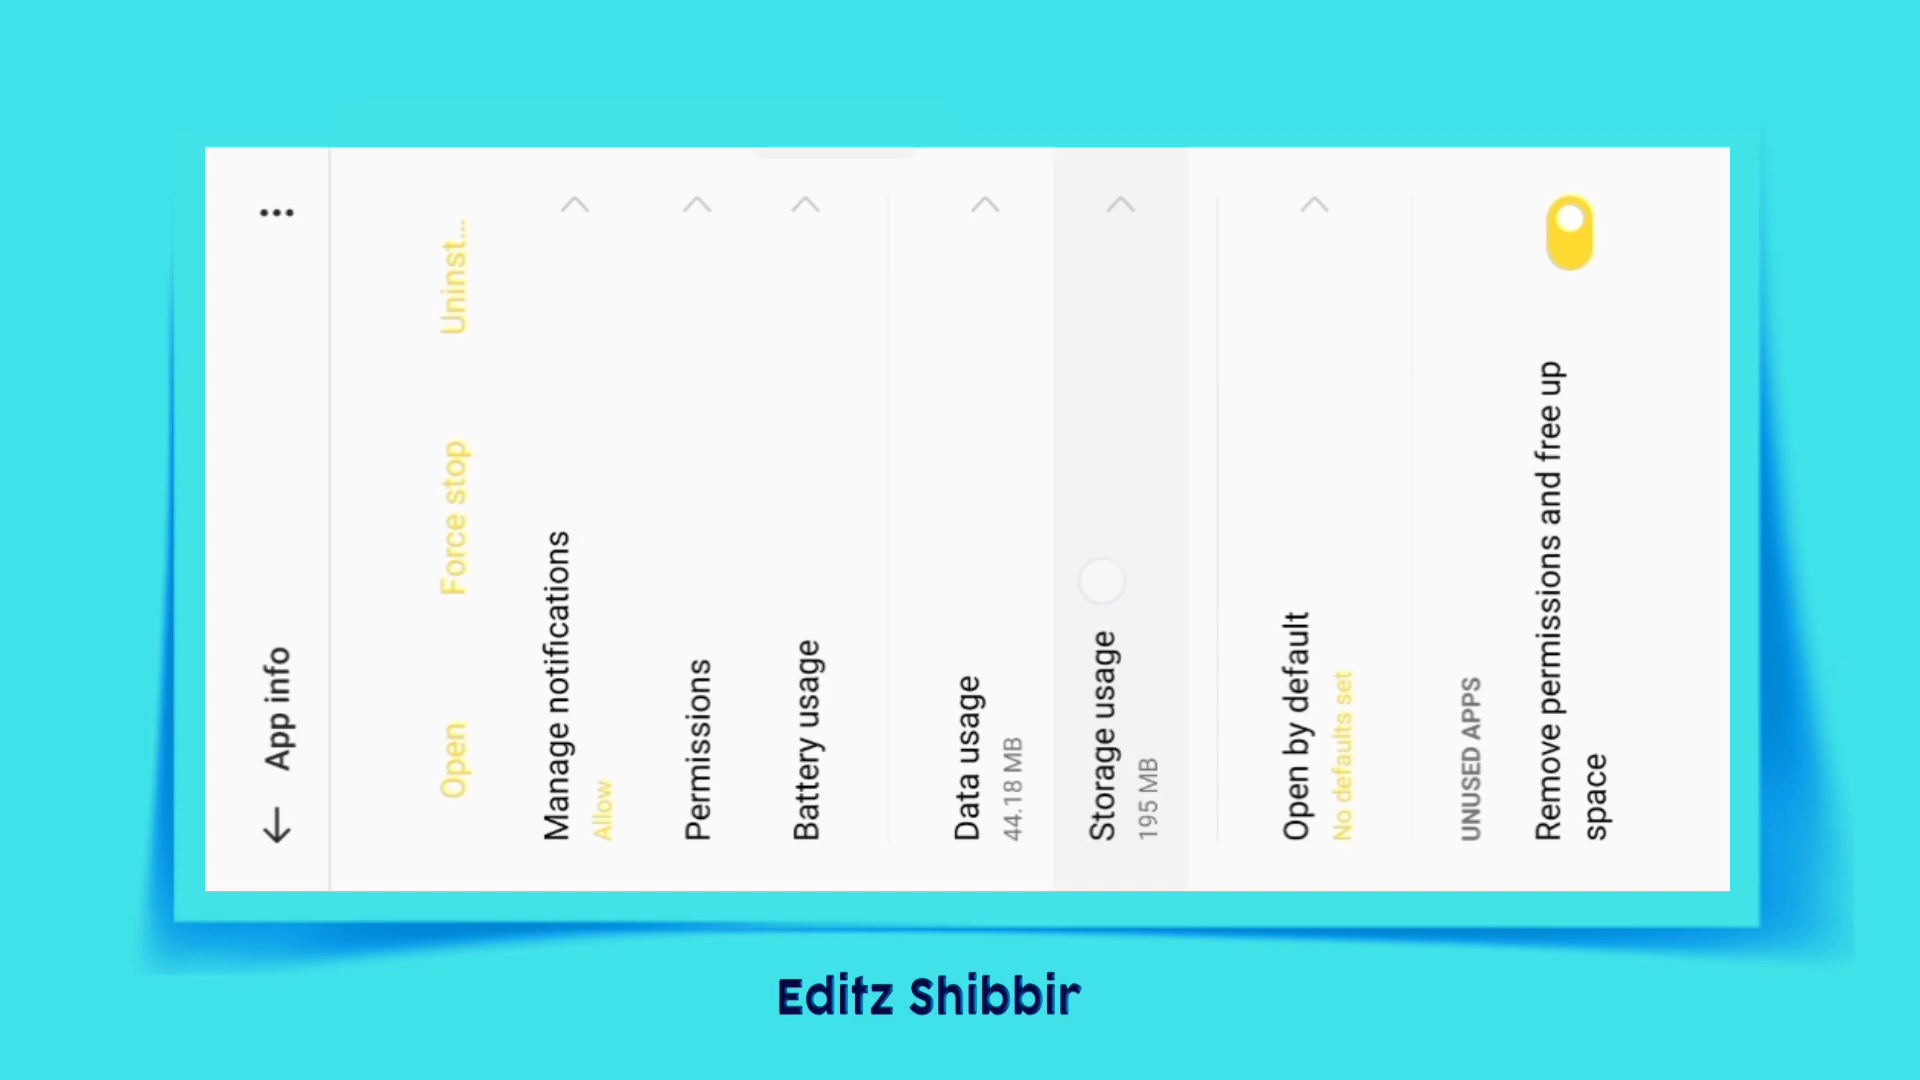 App info
Open
Force stop
Uninst...
Manage notifications
Allow
Permissions
Battery usage
Data usage
44.18 MB
Storage usage
195 MB
Open by default
No defaults set
UNUSED APPS
Remove permissions and free up
space
Editz Shibbir